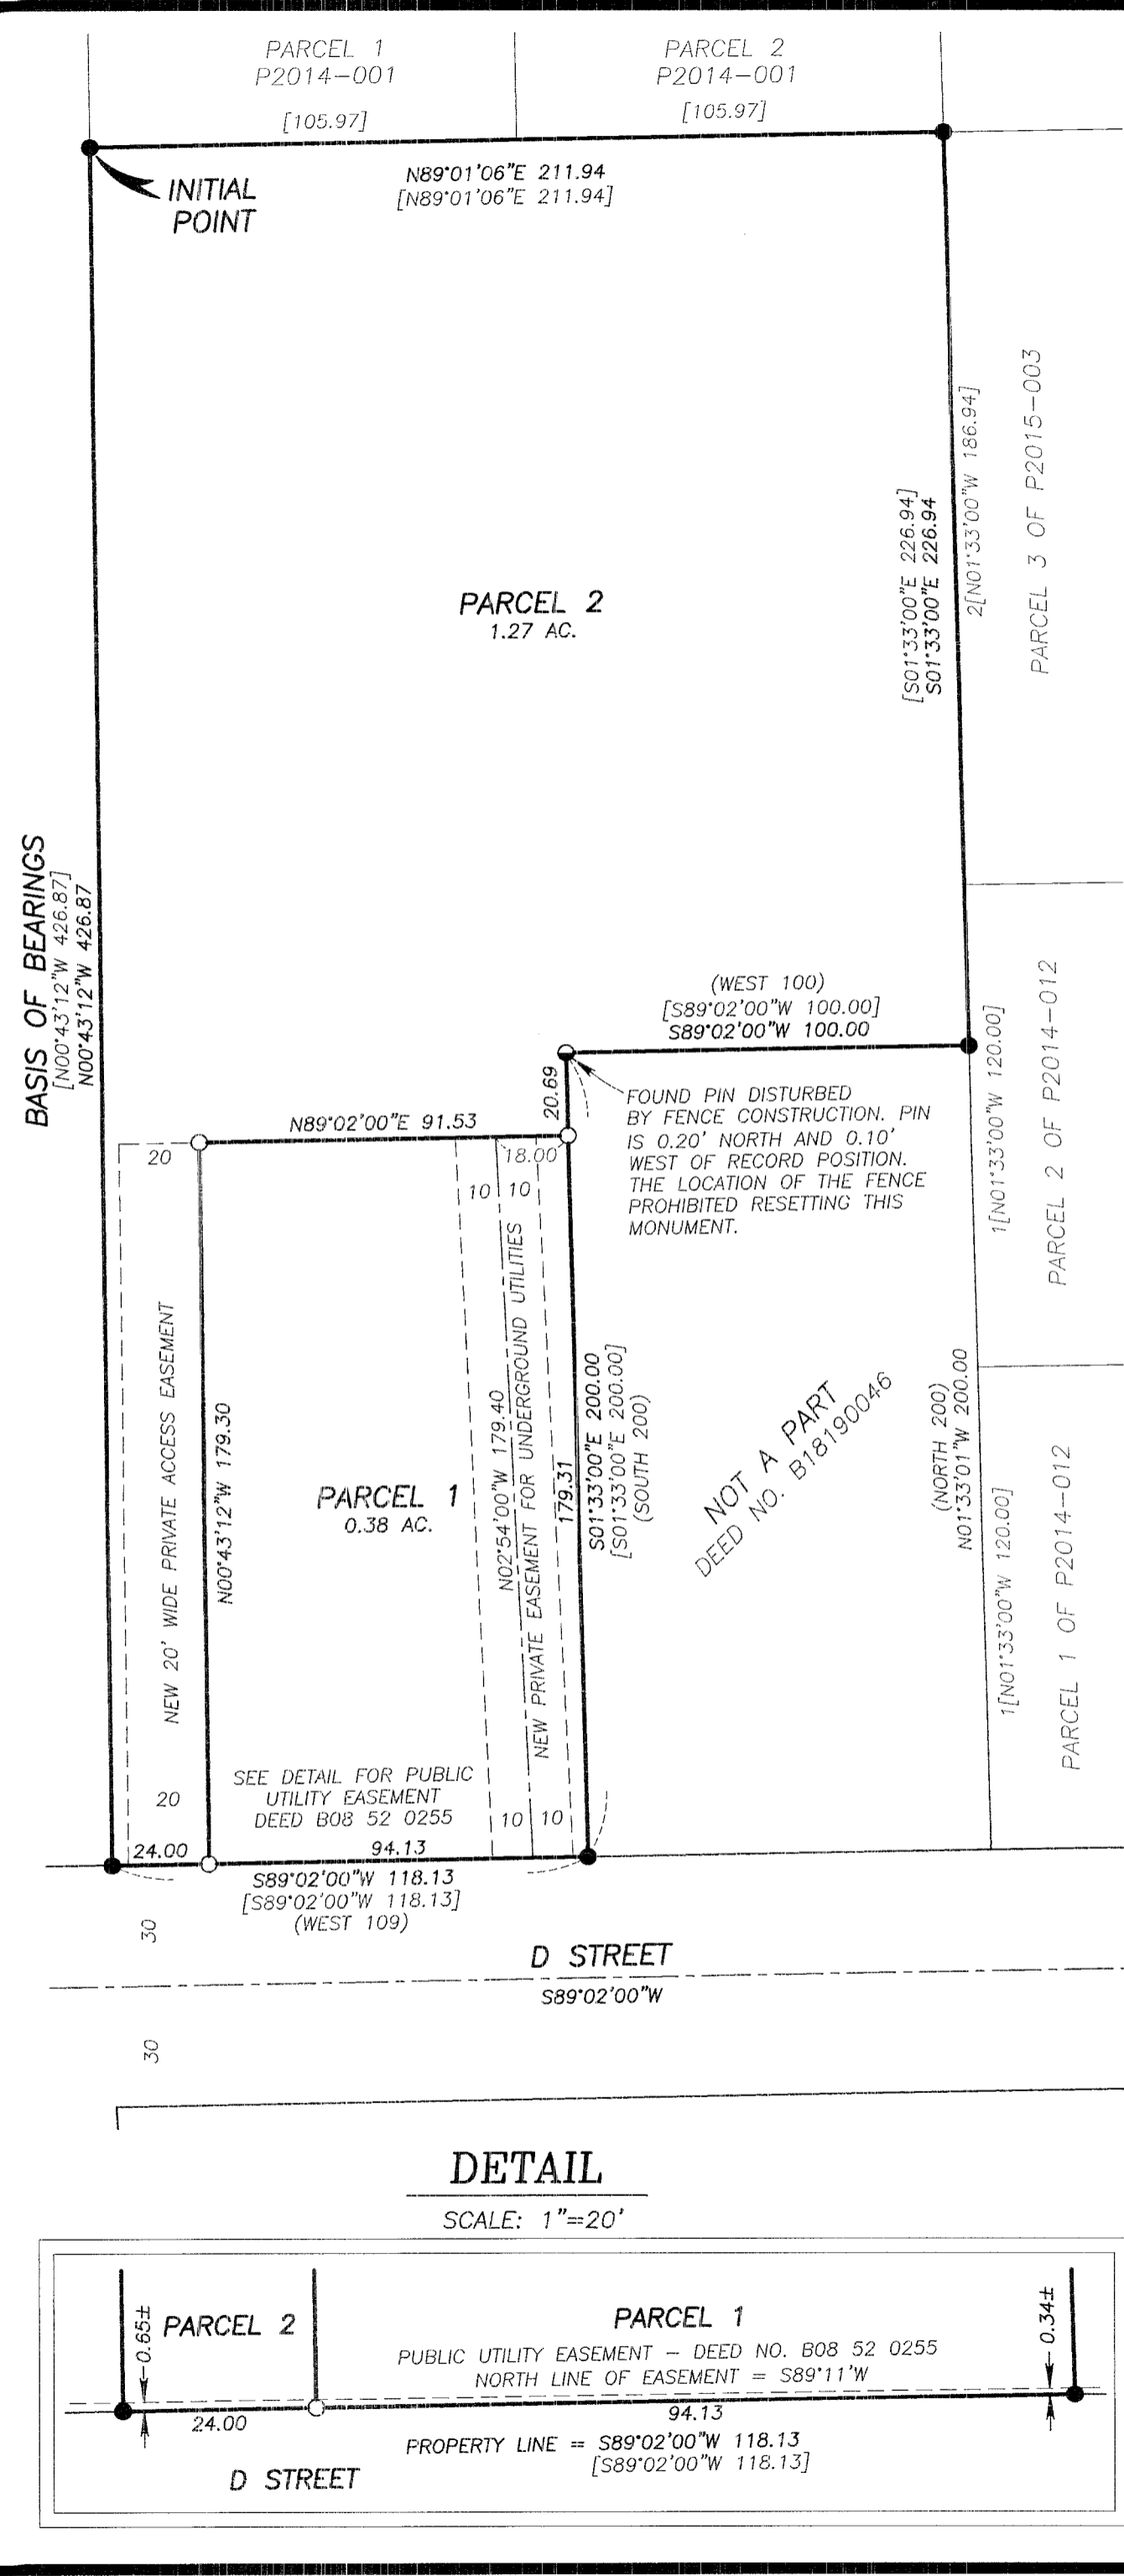 PARCEL 1
P2014-001
[105.97]
PARCEL 2
P2014-001
[105.97]
INITIAL
POINT
N89°01'06"E 211.94
[N89°01'06"E 211.94]
[S01°33'00"E 226.94]
S01°33'00"E 226.94
2[N01°33'00"W 186.94]
PARCEL 3 OF P2015-003
PARCEL 2
1.27 AC.
BASIS OF BEARINGS
[N00°43'12"W 426.87]
N00°43'12"W 426.87
(WEST 100)
[S89°02'00"W 100.00]
S89°02'00"W 100.00
1[N01°33'00"W 120.00]
PARCEL 2 OF P2014-012
20.69
FOUND PIN DISTURBED
BY FENCE CONSTRUCTION. PIN
IS 0.20' NORTH AND 0.10'
WEST OF RECORD POSITION.
THE LOCATION OF THE FENCE
PROHIBITED RESETTING THIS
MONUMENT.
N89°02'00"E 91.53
20
18.00
10
10
NEW 20' WIDE PRIVATE ACCESS EASEMENT
N00°43'12"W 179.30
PARCEL 1
0.38 AC.
N02°54'00"W 179.40
NEW PRIVATE EASEMENT FOR UNDERGROUND UTILITIES
179.31
S01°33'00"E 200.00
[S01°33'00"E 200.00]
(SOUTH 200)
NOT A PART
DEED NO. B18190046
(NORTH 200)
N01°33'01"W 200.00
1[N01°33'00"W 120.00]
PARCEL 1 OF P2014-012
SEE DETAIL FOR PUBLIC
UTILITY EASEMENT
DEED B08 52 0255
20
10
10
24.00
94.13
S89°02'00"W 118.13
[S89°02'00"W 118.13]
(WEST 109)
30
D STREET
S89°02'00"W
30
DETAIL
SCALE: 1"=20'
0.65±
PARCEL 2
PARCEL 1
0.34±
PUBLIC UTILITY EASEMENT - DEED NO. B08 52 0255
NORTH LINE OF EASEMENT = S89°11'W
24.00
94.13
PROPERTY LINE = S89°02'00"W 118.13
[S89°02'00"W 118.13]
D STREET